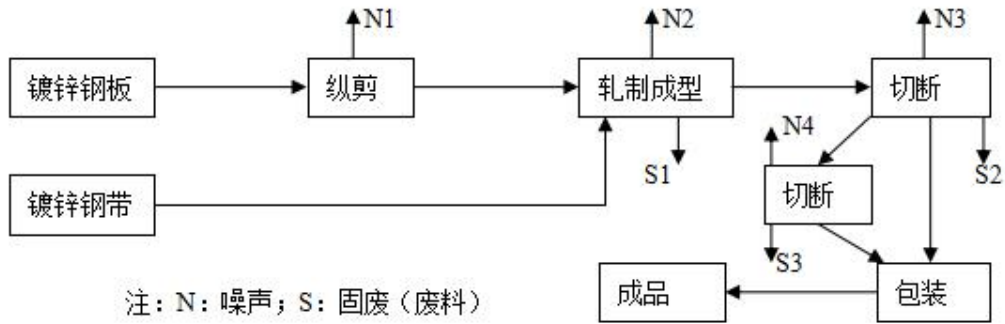 N1
N2
N3
镀锌钢板
纵剪
轧制成型
切断
N4
S1
S2
镀锌钢带
切断
S3
成品
包装
注：N：噪声；S：固废（废料）